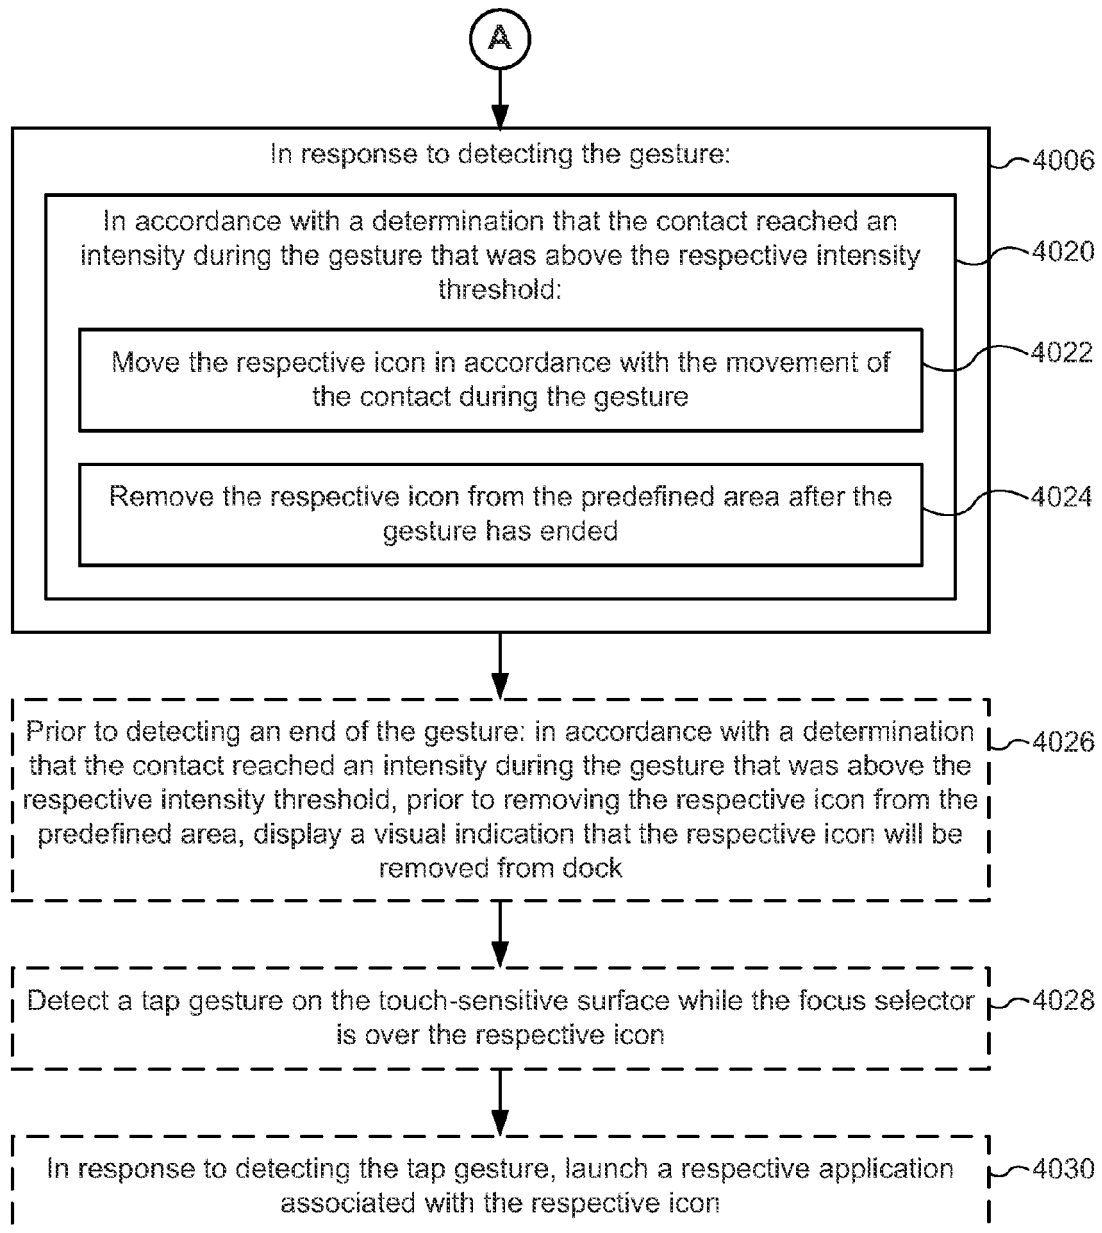 A
In response to detecting the gesture:
4006
In accordance with a determination that the contact reached an
intensity during the gesture that was above the respective intensity
threshold:
4020
Move the respective icon in accordance with the movement of
the contact during the gesture
4022
Remove the respective icon from the predefined area after the
gesture has ended
4024
Prior to detecting an end of the gesture: in accordance with a determination
that the contact reached an intensity during the gesture that was above the
respective intensity threshold, prior to removing the respective icon from the
predefined area, display a visual indication that the respective icon will be
removed from dock
4026
Detect a tap gesture on the touch-sensitive surface while the focus selector
is over the respective icon
4028
In response to detecting the tap gesture, launch a respective application
associated with the respective icon
4030